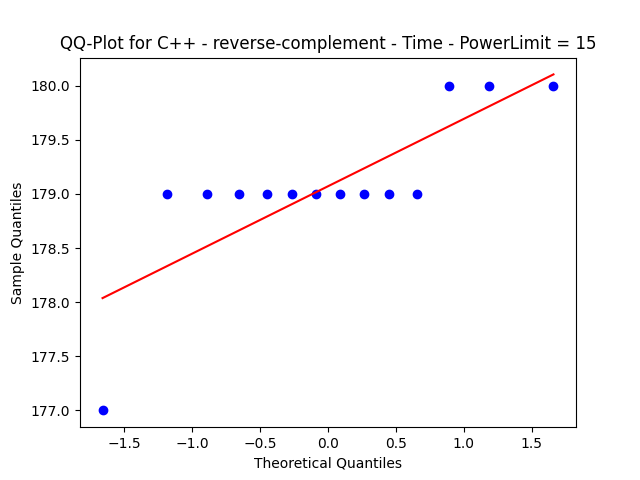 QQ-Plot for C++ - reverse-complement - Time - PowerLimit = 15
180.0
179.5
179.0
178.5
178.0
177.5
177.0
Sample Quantiles
−1.5 −1.0 −0.5 0.0 0.5 1.0 1.5
Theoretical Quantiles